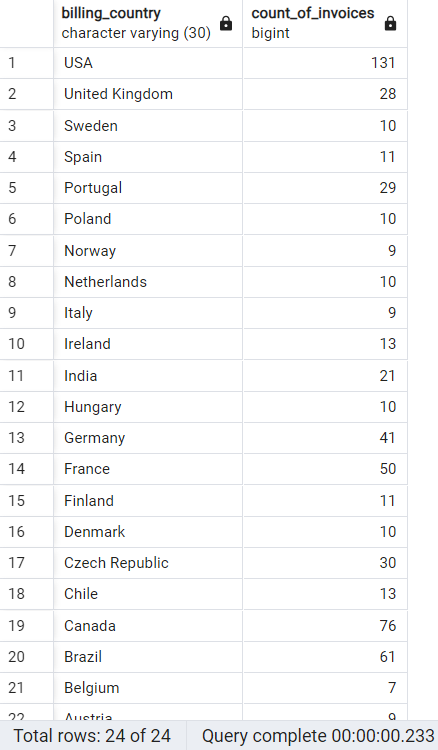 billing_country count_of_invoices
character varying (30) bigint
1 USA 131
2 United Kingdom 28
3 Sweden 10
4 Spain 11
5 Portugal 29
6 Poland 10
7 Norway 9
8 Netherlands 10
9 Italy 9
10 Ireland 13
11 India 21
12 Hungary 10
13 Germany 41
14 France 50
15 Finland 11
16 Denmark 10
17 Czech Republic 30
18 Chile 13
19 Canada 76
20 Brazil 61
21 Belgium 7
22 Austria 9
Total rows: 24 of 24 Query complete 00:00:00.233